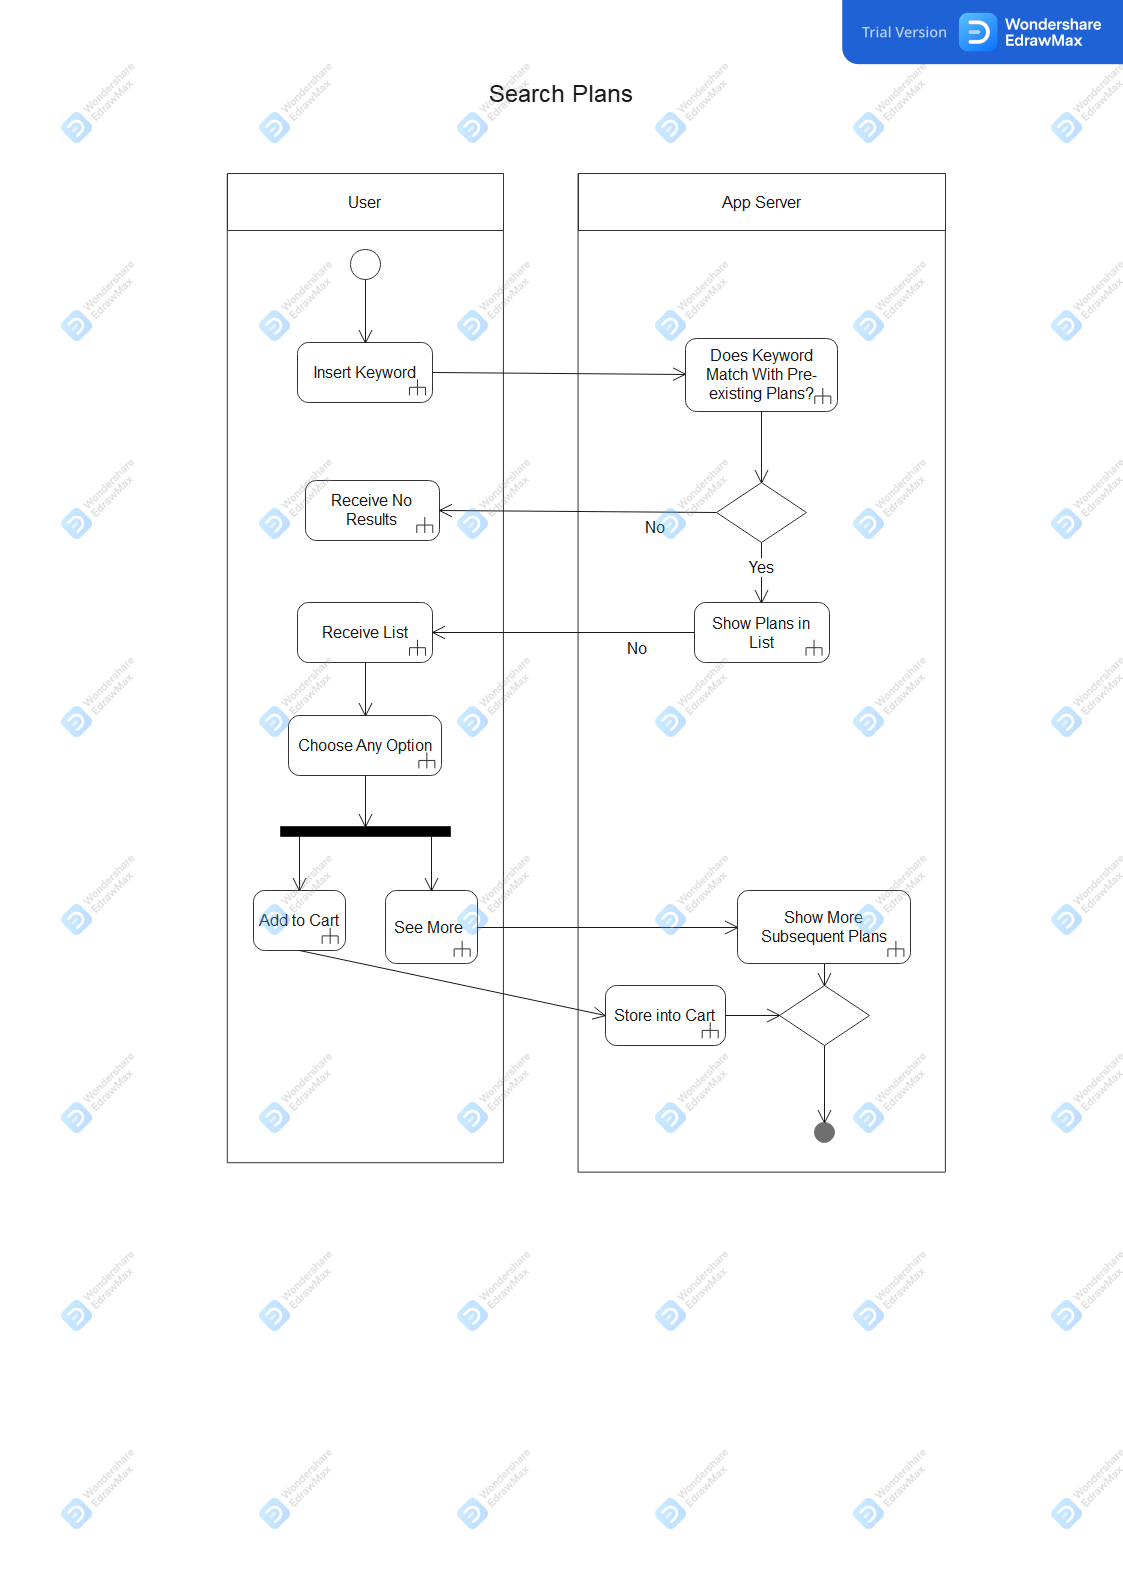 Trial Version
Wondershare
EdrawMax
Search Plans
User
App Server
Insert Keyword
Does Keyword
Match With Pre-
existing Plans?
Receive No
Results
No
Yes
Receive List
No
Show Plans in
List
Choose Any Option
Add to Cart
See More
Show More
Subsequent Plans
Store into Cart
Wondershare
EdrawMax